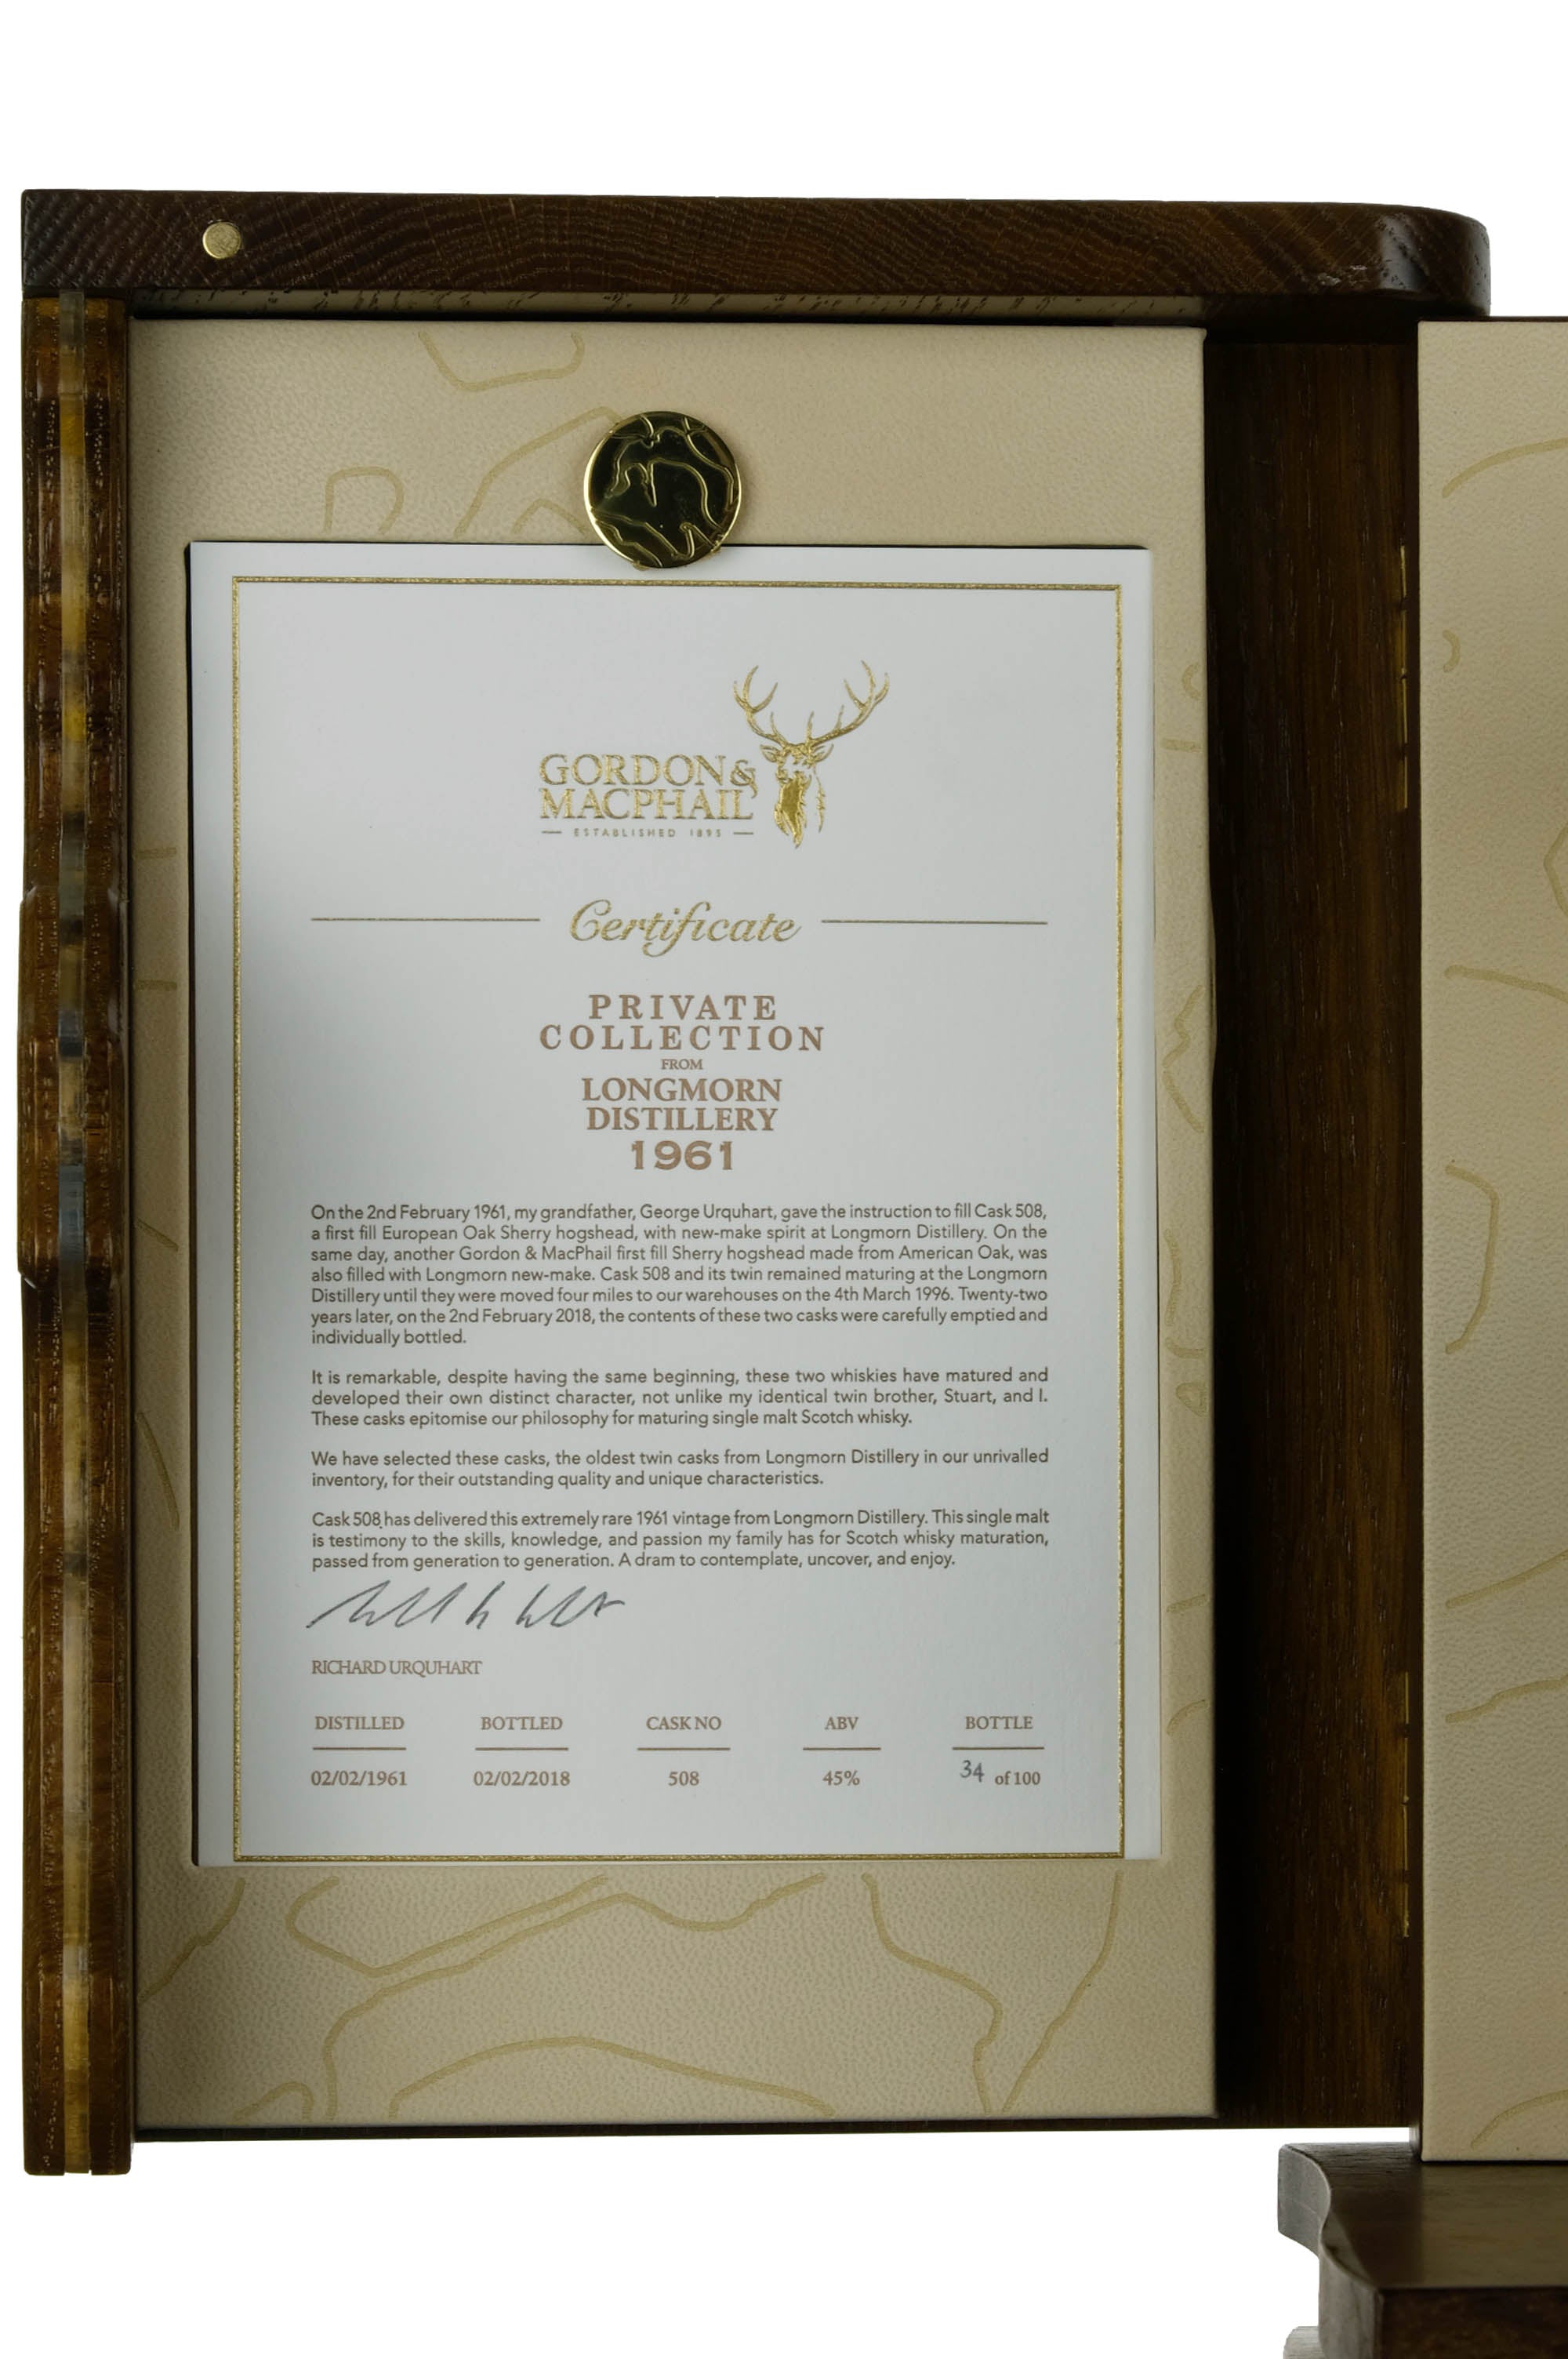 GORDON&
MACPHAIL
ESTABLISHED 1895
Certificate
PRIVATE
COLLECTION
FROM
LONGMORN
DISTILLERY
1961
On the 2nd February 1961, my grandfather, George Urquhart, gave the instruction to fill Cask 508,
a first fill European Oak Sherry hogshead, with new-make spirit at Longmorn Distillery. On the
same day, another Gordon & MacPhail first fill Sherry hogshead made from American Oak, was
also filled with Longmorn new-make. Cask 508 and its twin remained maturing at the Longmorn
Distillery until they were moved four miles to our warehouses on the 4th March 1996. Twenty-two
years later, on the 2nd February 2018, the contents of these two casks were carefully emptied and
individually bottled.
It is remarkable, despite having the same beginning, these two whiskies have matured and
developed their own distinct character, not unlike my identical twin brother, Stuart, and I.
These casks epitomise our philosophy for maturing single malt Scotch whisky.
We have selected these casks, the oldest twin casks from Longmorn Distillery in our unrivalled
inventory, for their outstanding quality and unique characteristics.
Cask 508 has delivered this extremely rare 1961 vintage from Longmorn Distillery. This single malt
is testimony to the skills, knowledge, and passion my family has for Scotch whisky maturation,
passed from generation to generation. A dram to contemplate, uncover, and enjoy.
RICHARD URQUHART
DISTILLED BOTTLED CASK NO ABV BOTTLE
02/02/1961 02/02/2018 508 45% 34 of 100